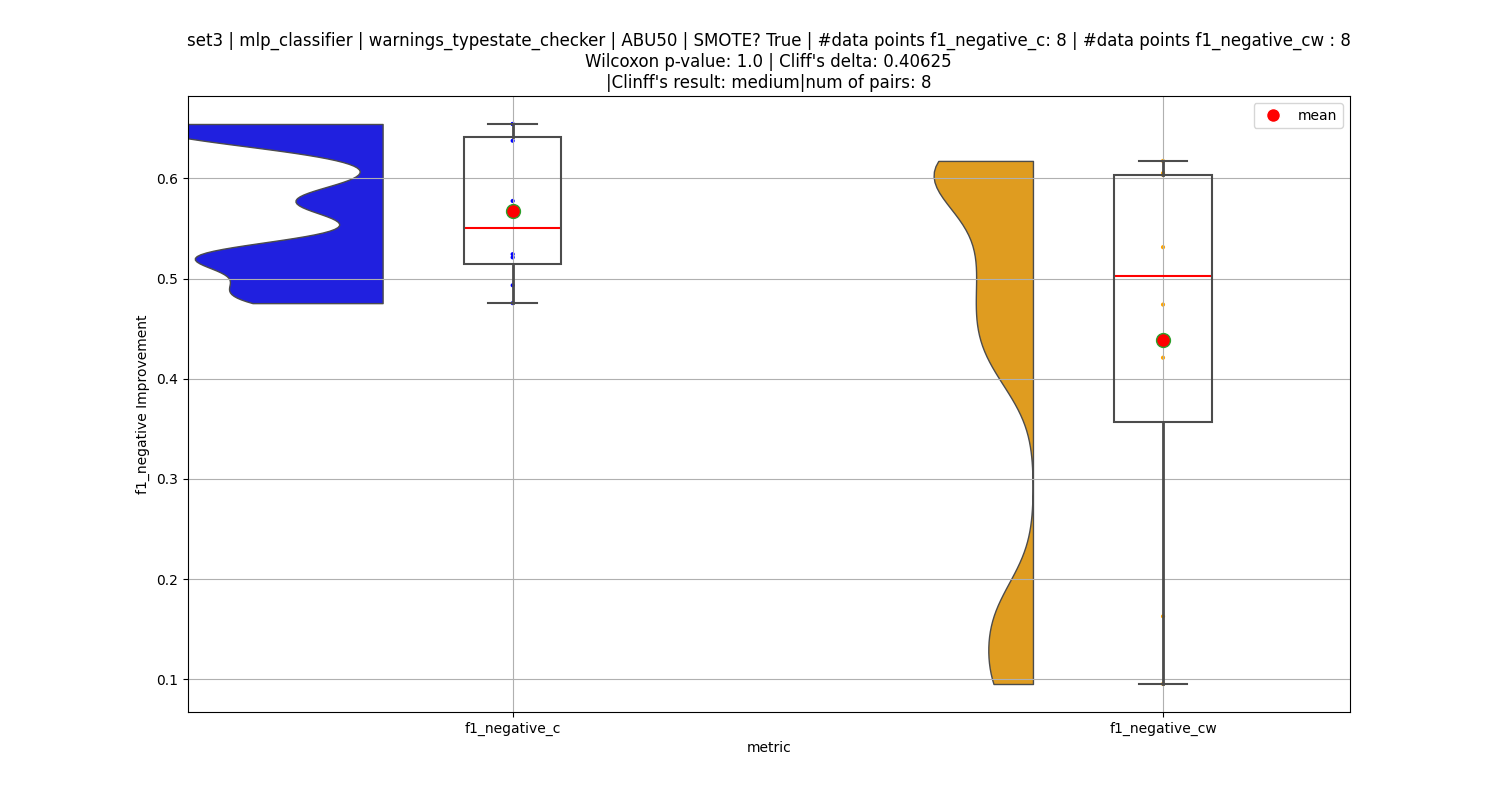 set3 | mlp_classifier | warnings_typestate_checker | ABU50 | SMOTE? True | #data points f1_negative_c: 8 | #data points f1_negative_cw : 8
Wilcoxon p-value: 1.0 | Cliff's delta: 0.40625
|Clinff's result: medium|num of pairs: 8
mean
f1_negative Improvement
0.6
0.5
0.4
0.3
0.2
0.1
f1_negative_c
f1_negative_cw
metric